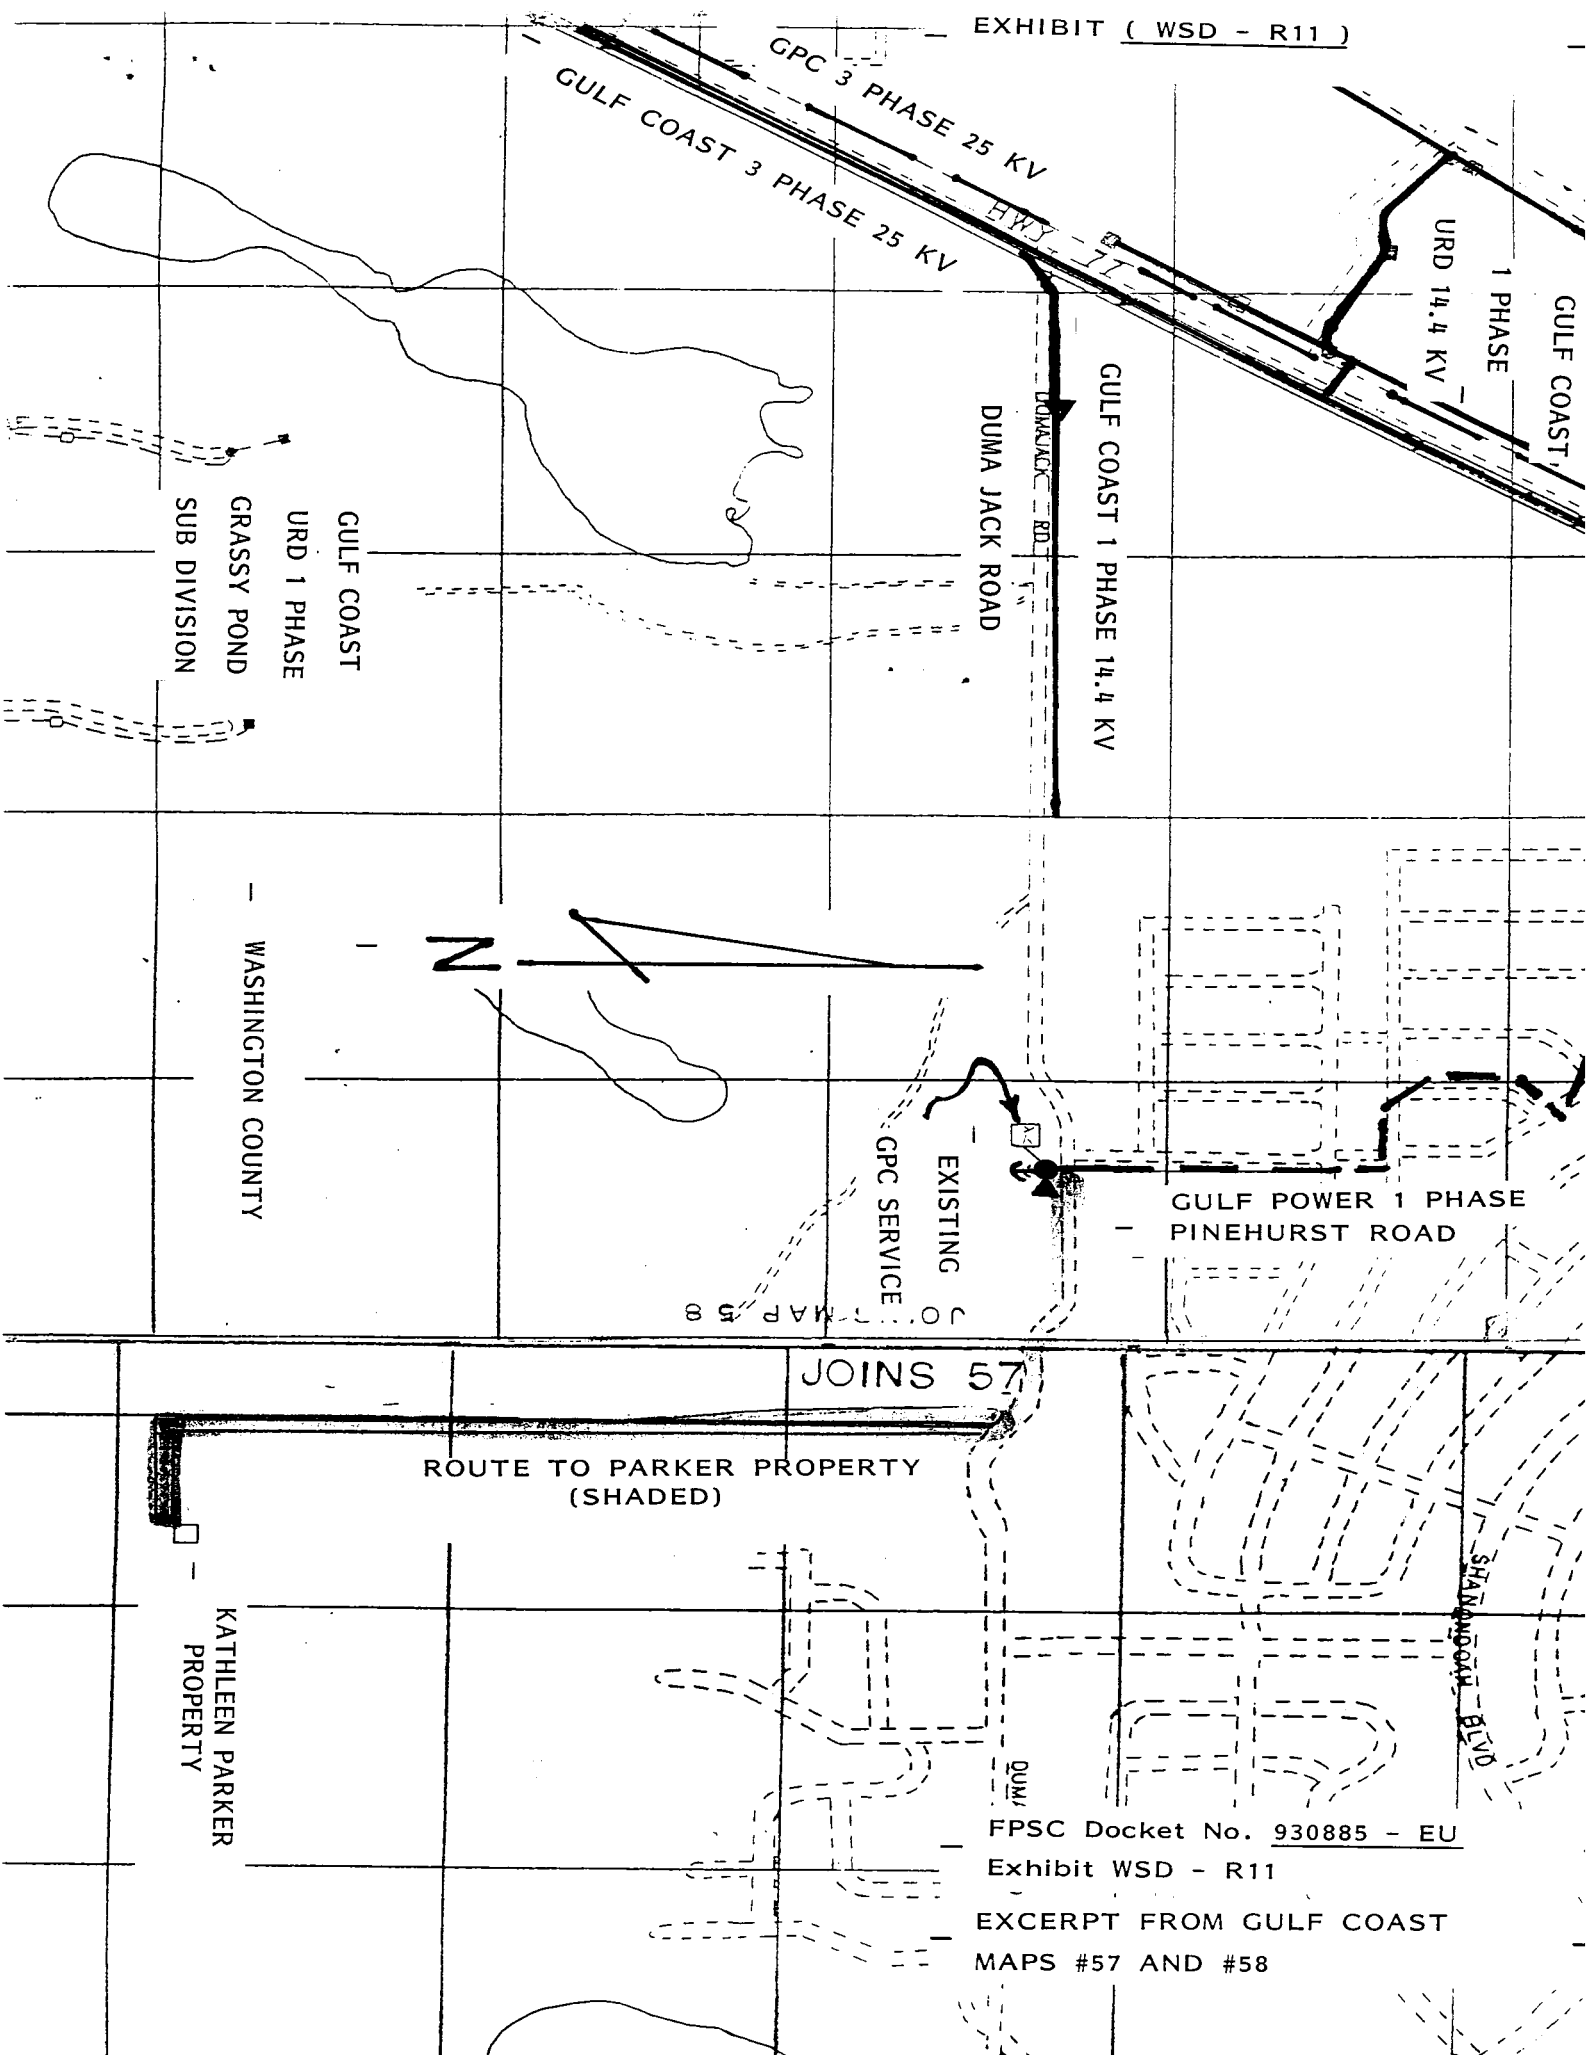 EXHIBIT ( WSD - R11 )
GPC 3 PHASE 25 KV
GULF COAST 3 PHASE 25 KV
HWY 77
GULF COAST,
1 PHASE
URD 14.4 KV
GULF COAST 1 PHASE 14.4 KV
DUMAJACK RD
DUMA JACK ROAD
GULF COAST
URD 1 PHASE
GRASSY POND
SUB DIVISION
WASHINGTON COUNTY
N
EXISTING
GPC SERVICE
GULF POWER 1 PHASE
PINEHURST ROAD
MAP 58
JOINS 57
ROUTE TO PARKER PROPERTY
(SHADED)
KATHLEEN PARKER
PROPERTY
SHANANDOAH BLVD
DUM
FPSC Docket No. 930885 - EU
Exhibit WSD - R11
EXCERPT FROM GULF COAST
MAPS #57 AND #58